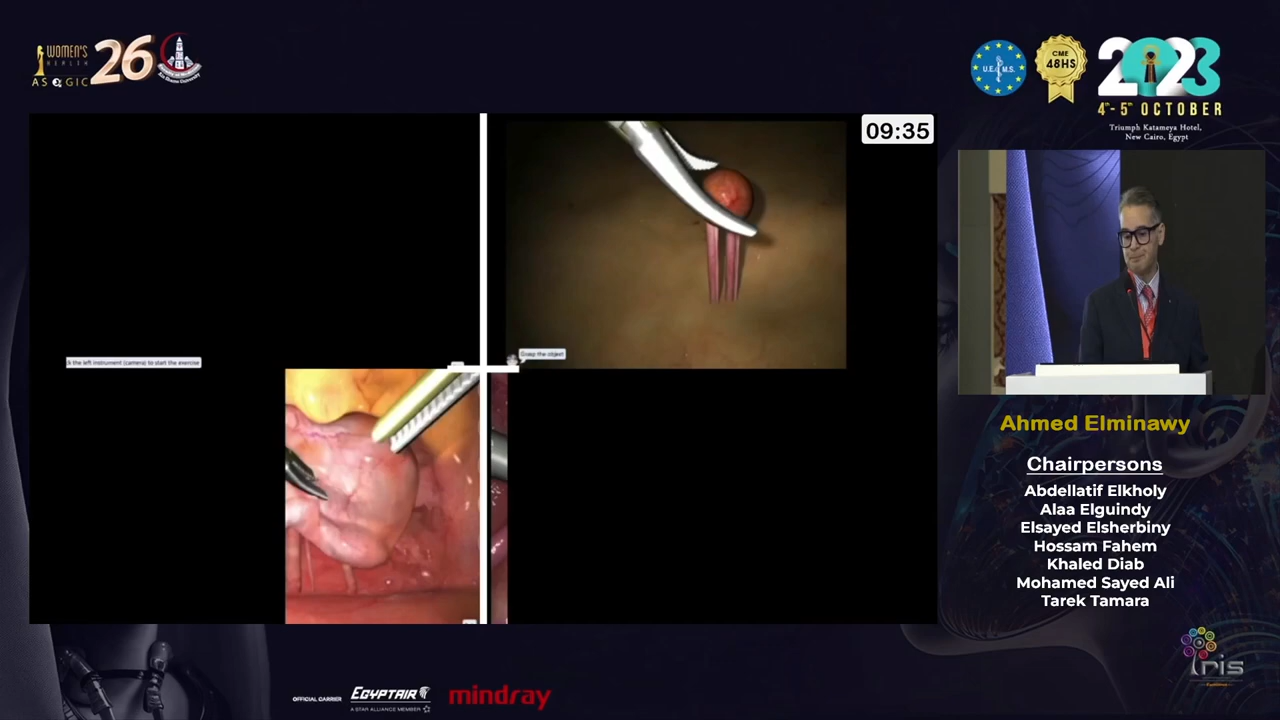 WOMEN'S
HEALTH
ASOGIC
26
U.E.M.S.
CME
48HS
2023
4th - 5th OCTOBER
Triumph Katameya Hotel,
New Cairo, Egypt
09:35
Grasp the object
the left instrument (camera) to start the exercise
Ahmed Elminawy
Chairpersons
Abdellatif Elkholy
Alaa Elguindy
Elsayed Elsherbiny
Hossam Fahem
Khaled Diab
Mohamed Sayed Ali
Tarek Tamara
OFFICIAL CARRIER
EGYPTAIR
A STAR ALLIANCE MEMBER
mindray
Iris